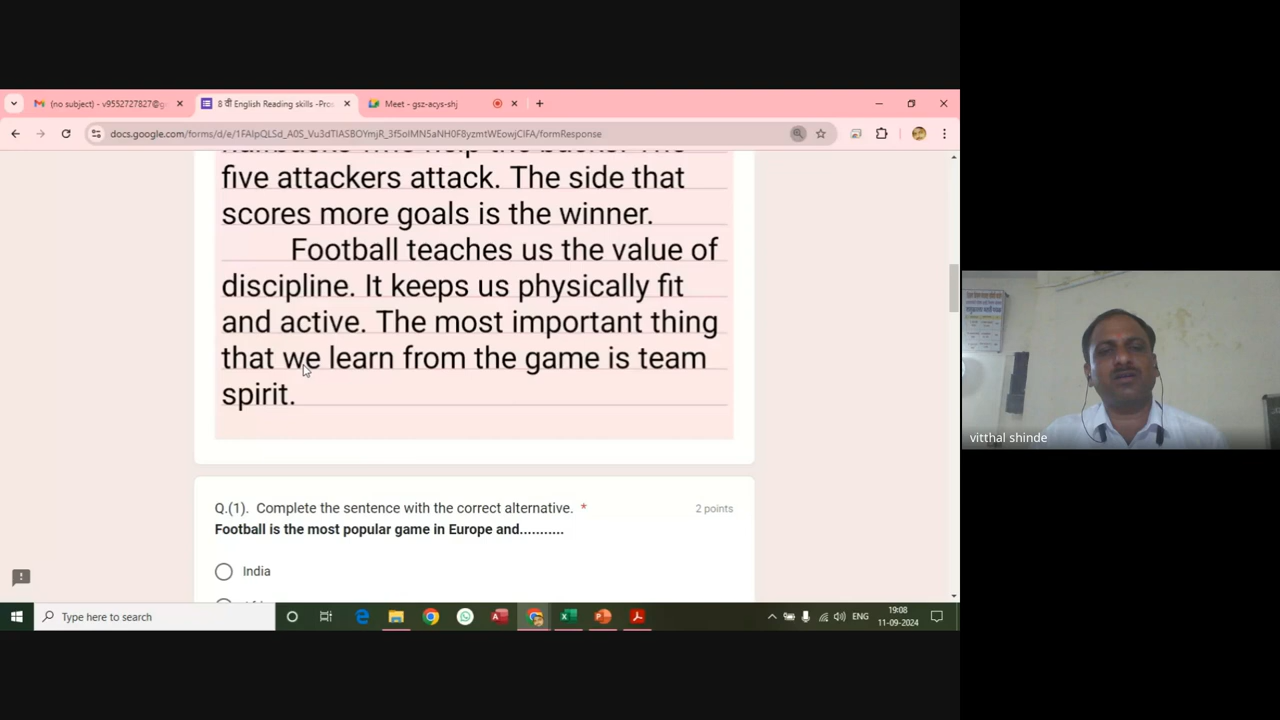 (no subject) - v9552727827@g
8 वी English Reading skills -Pro
Meet - gsz-acys-shj
docs.google.com/forms/d/e/1FAIpQLSd_A0S_Vu3dTIASBOYmjR_3f5oIMN5aNH0F8yzmtWEowjCIFA/formResponse
five attackers attack. The side that
scores more goals is the winner.
Football teaches us the value of
discipline. It keeps us physically fit
and active. The most important thing
that we learn from the game is team
spirit.
Q.(1). Complete the sentence with the correct alternative. *
2 points
Football is the most popular game in Europe and...........
India
vitthal shinde
Type here to search
ENG
19:08
11-09-2024